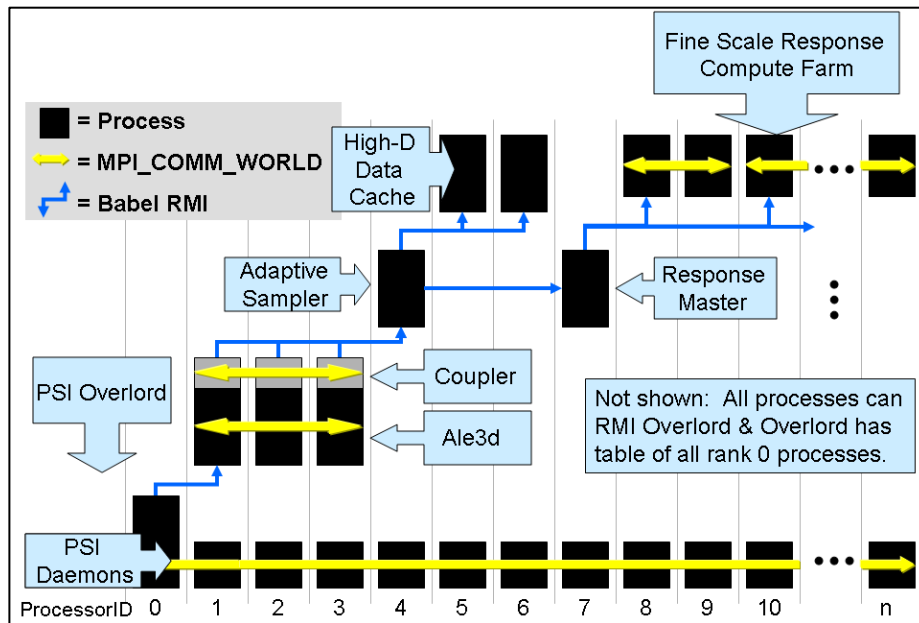 Fine Scale Response
Compute Farm
= Process
= MPI_COMM_WORLD
= Babel RMI
High-D
Data
Cache
Adaptive
Sampler
Response
Master
PSI Overlord
Coupler
Ale3d
Not shown: All processes can
RMI Overlord & Overlord has
table of all rank 0 processes.
PSI
Daemons
ProcessorID 0 1 2 3 4 5 6 7 8 9 10 n